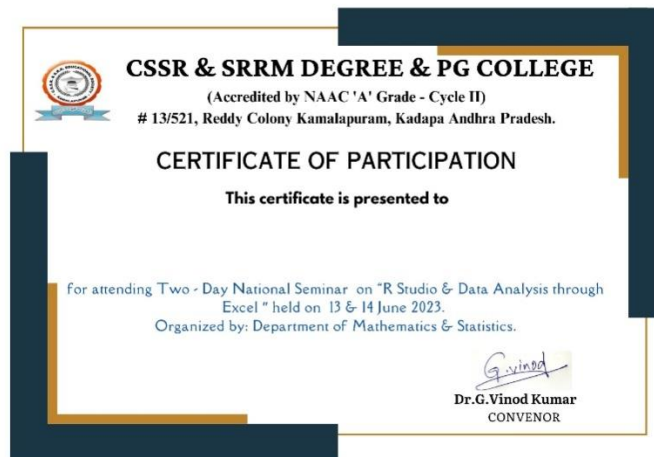 CSSR & SRRM DEGREE & PG COLLEGE
(Accredited by NAAC 'A' Grade - Cycle II)
# 13/521, Reddy Colony Kamalapuram, Kadapa Andhra Pradesh.
CERTIFICATE OF PARTICIPATION
This certificate is presented to
for attending Two - Day National Seminar on "R Studio & Data Analysis through
Excel " held on 13 & 14 June 2023.
Organized by: Department of Mathematics & Statistics.
G.vinod
Dr.G.Vinod Kumar
CONVENOR